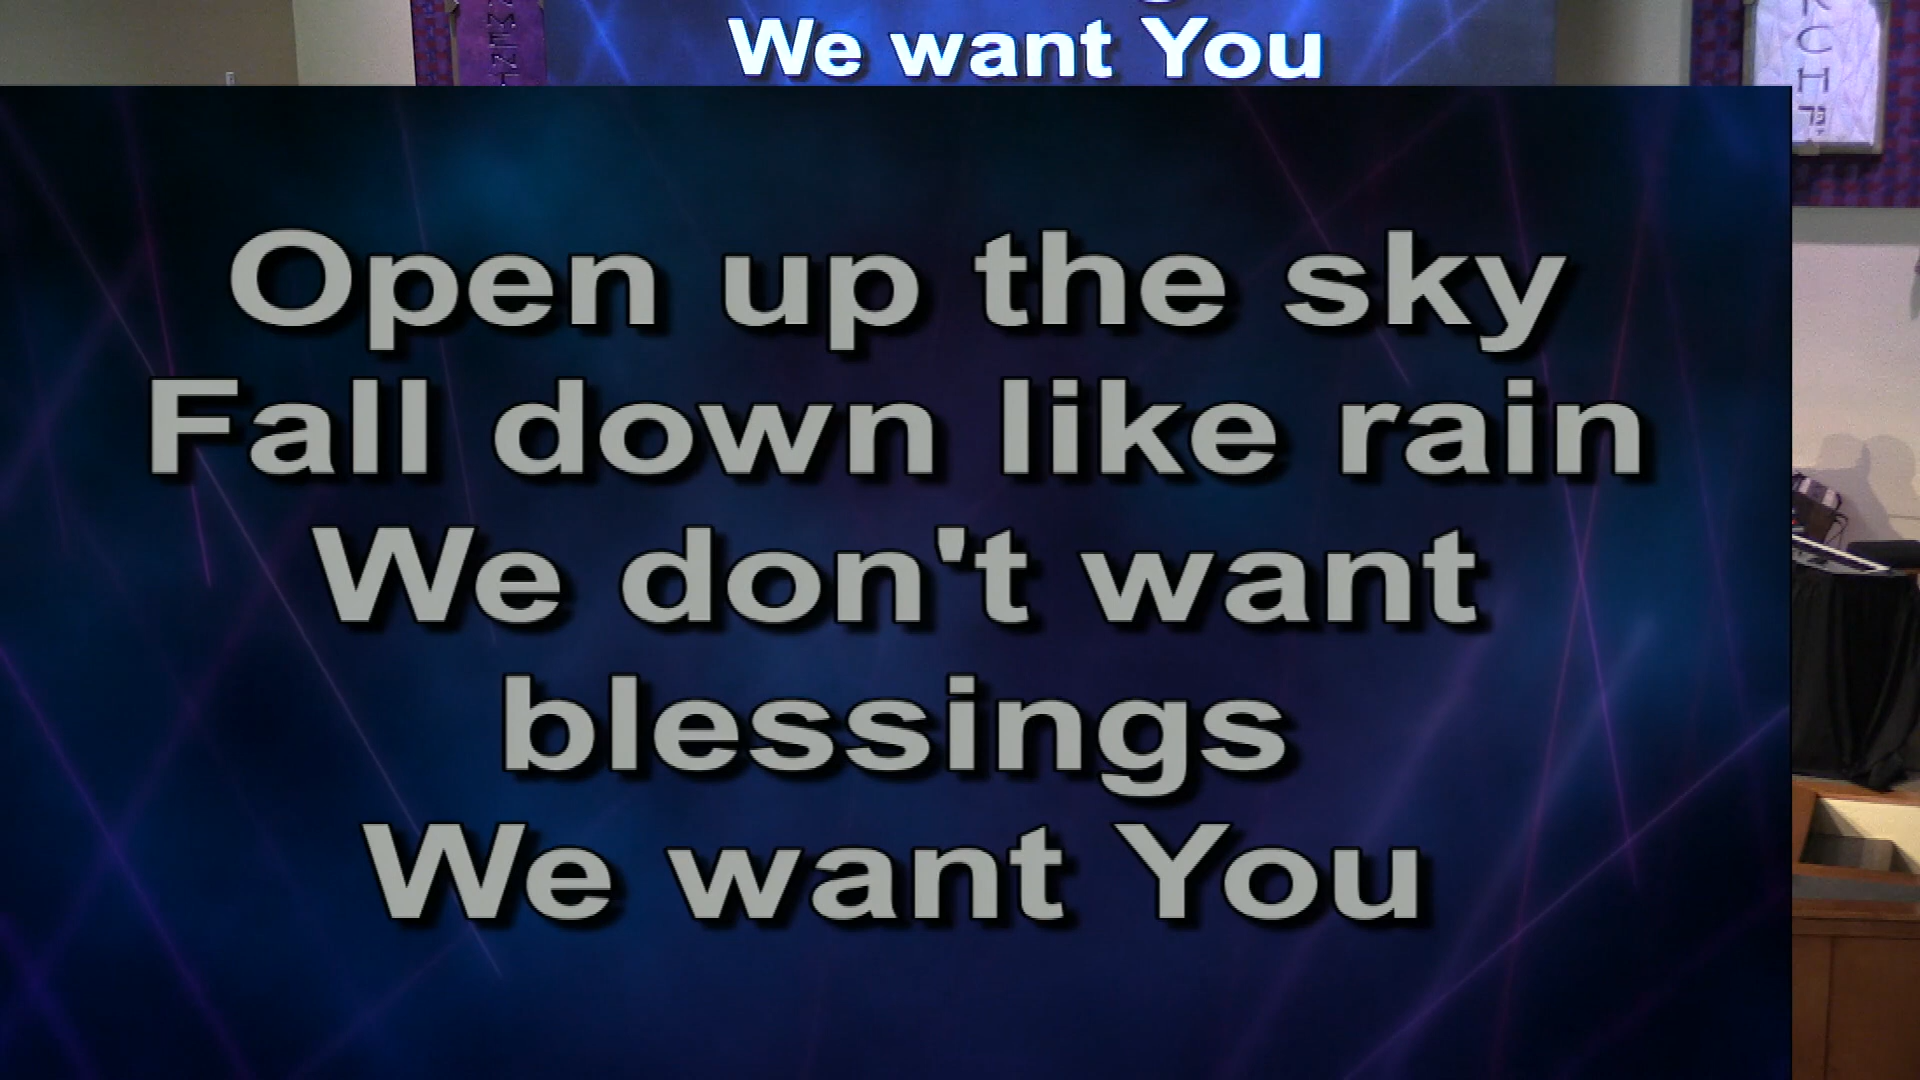 We want You
Open up the sky
Fall down like rain
We don't want
blessings
We want You